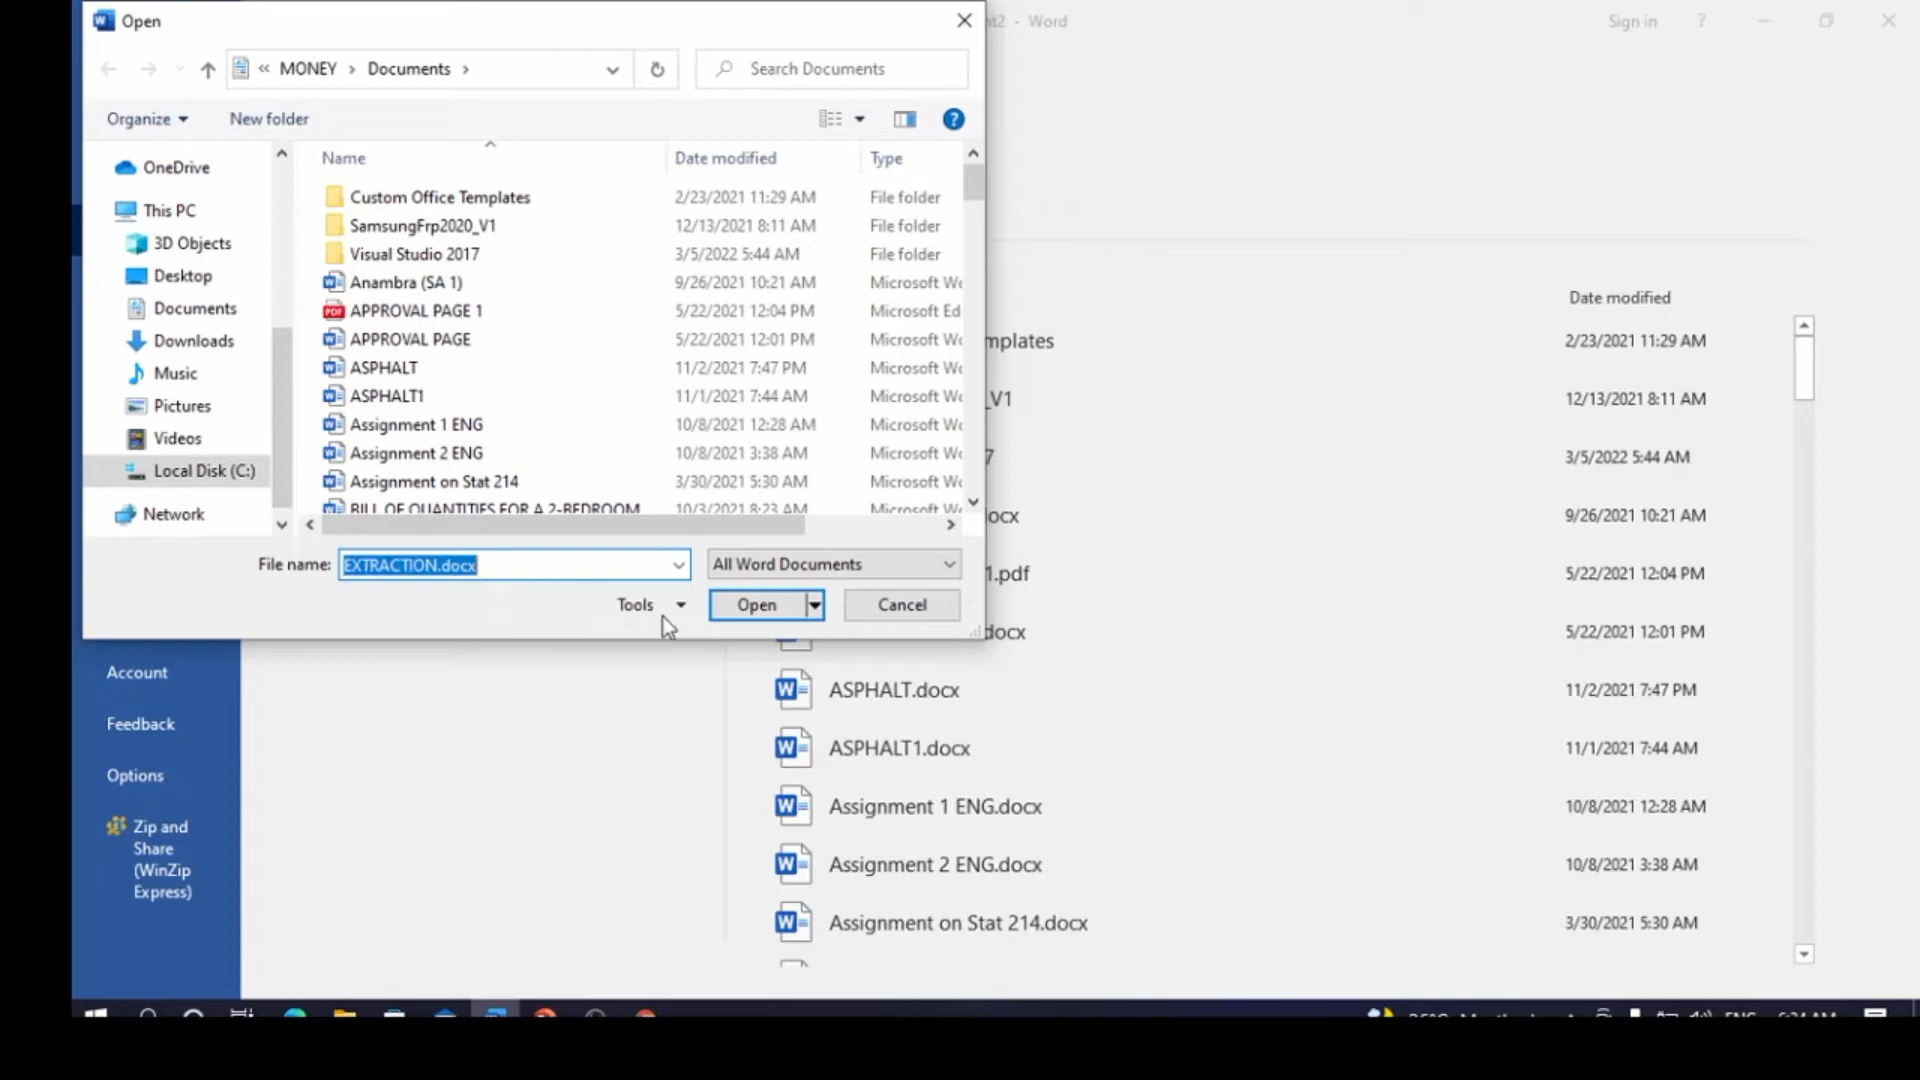 Open
nt2 - Word
Sign in
?
« MONEY > Documents >
Search Documents
Organize
New folder
?
Name
Date modified
Type
OneDrive
This PC
3D Objects
Desktop
Documents
Downloads
Music
Pictures
Videos
Local Disk (C:)
Network
Custom Office Templates 2/23/2021 11:29 AM File folder
SamsungFrp2020_V1 12/13/2021 8:11 AM File folder
Visual Studio 2017 3/5/2022 5:44 AM File folder
Anambra (SA 1) 9/26/2021 10:21 AM Microsoft Wo
PDF APPROVAL PAGE 1 5/22/2021 12:04 PM Microsoft Ed
APPROVAL PAGE 5/22/2021 12:01 PM Microsoft Wo
ASPHALT 11/2/2021 7:47 PM Microsoft Wo
ASPHALT1 11/1/2021 7:44 AM Microsoft Wo
Assignment 1 ENG 10/8/2021 12:28 AM Microsoft Wo
Assignment 2 ENG 10/8/2021 3:38 AM Microsoft Wo
Assignment on Stat 214 3/30/2021 5:30 AM Microsoft Wo
BILL OF QUANTITIES FOR A 2-BEDROOM 10/3/2021 8:23 AM Microsoft Wo
File name: EXTRACTION.docx
All Word Documents
Tools
Open
Cancel
Date modified
mplates 2/23/2021 11:29 AM
_V1 12/13/2021 8:11 AM
7 3/5/2022 5:44 AM
ocx 9/26/2021 10:21 AM
1.pdf 5/22/2021 12:04 PM
docx 5/22/2021 12:01 PM
ASPHALT.docx 11/2/2021 7:47 PM
ASPHALT1.docx 11/1/2021 7:44 AM
Assignment 1 ENG.docx 10/8/2021 12:28 AM
Assignment 2 ENG.docx 10/8/2021 3:38 AM
Assignment on Stat 214.docx 3/30/2021 5:30 AM
Account
Feedback
Options
Zip and
Share
(WinZip
Express)